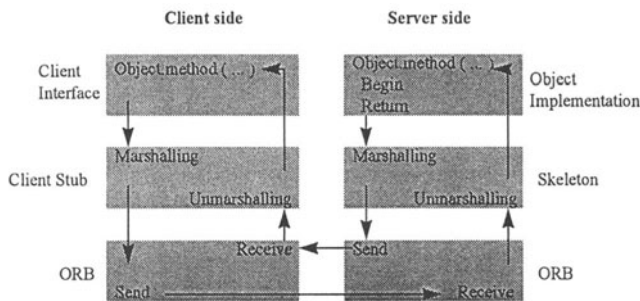 Client side
Server side
Client
Interface
Object.method ( ... )
Object.method ( ... )
Begin
Return
Object
Implementation
Client Stub
Marshalling
Unmarshalling
Marshalling
Unmarshalling
Skeleton
ORB
Receive
Send
Send
Receive
ORB